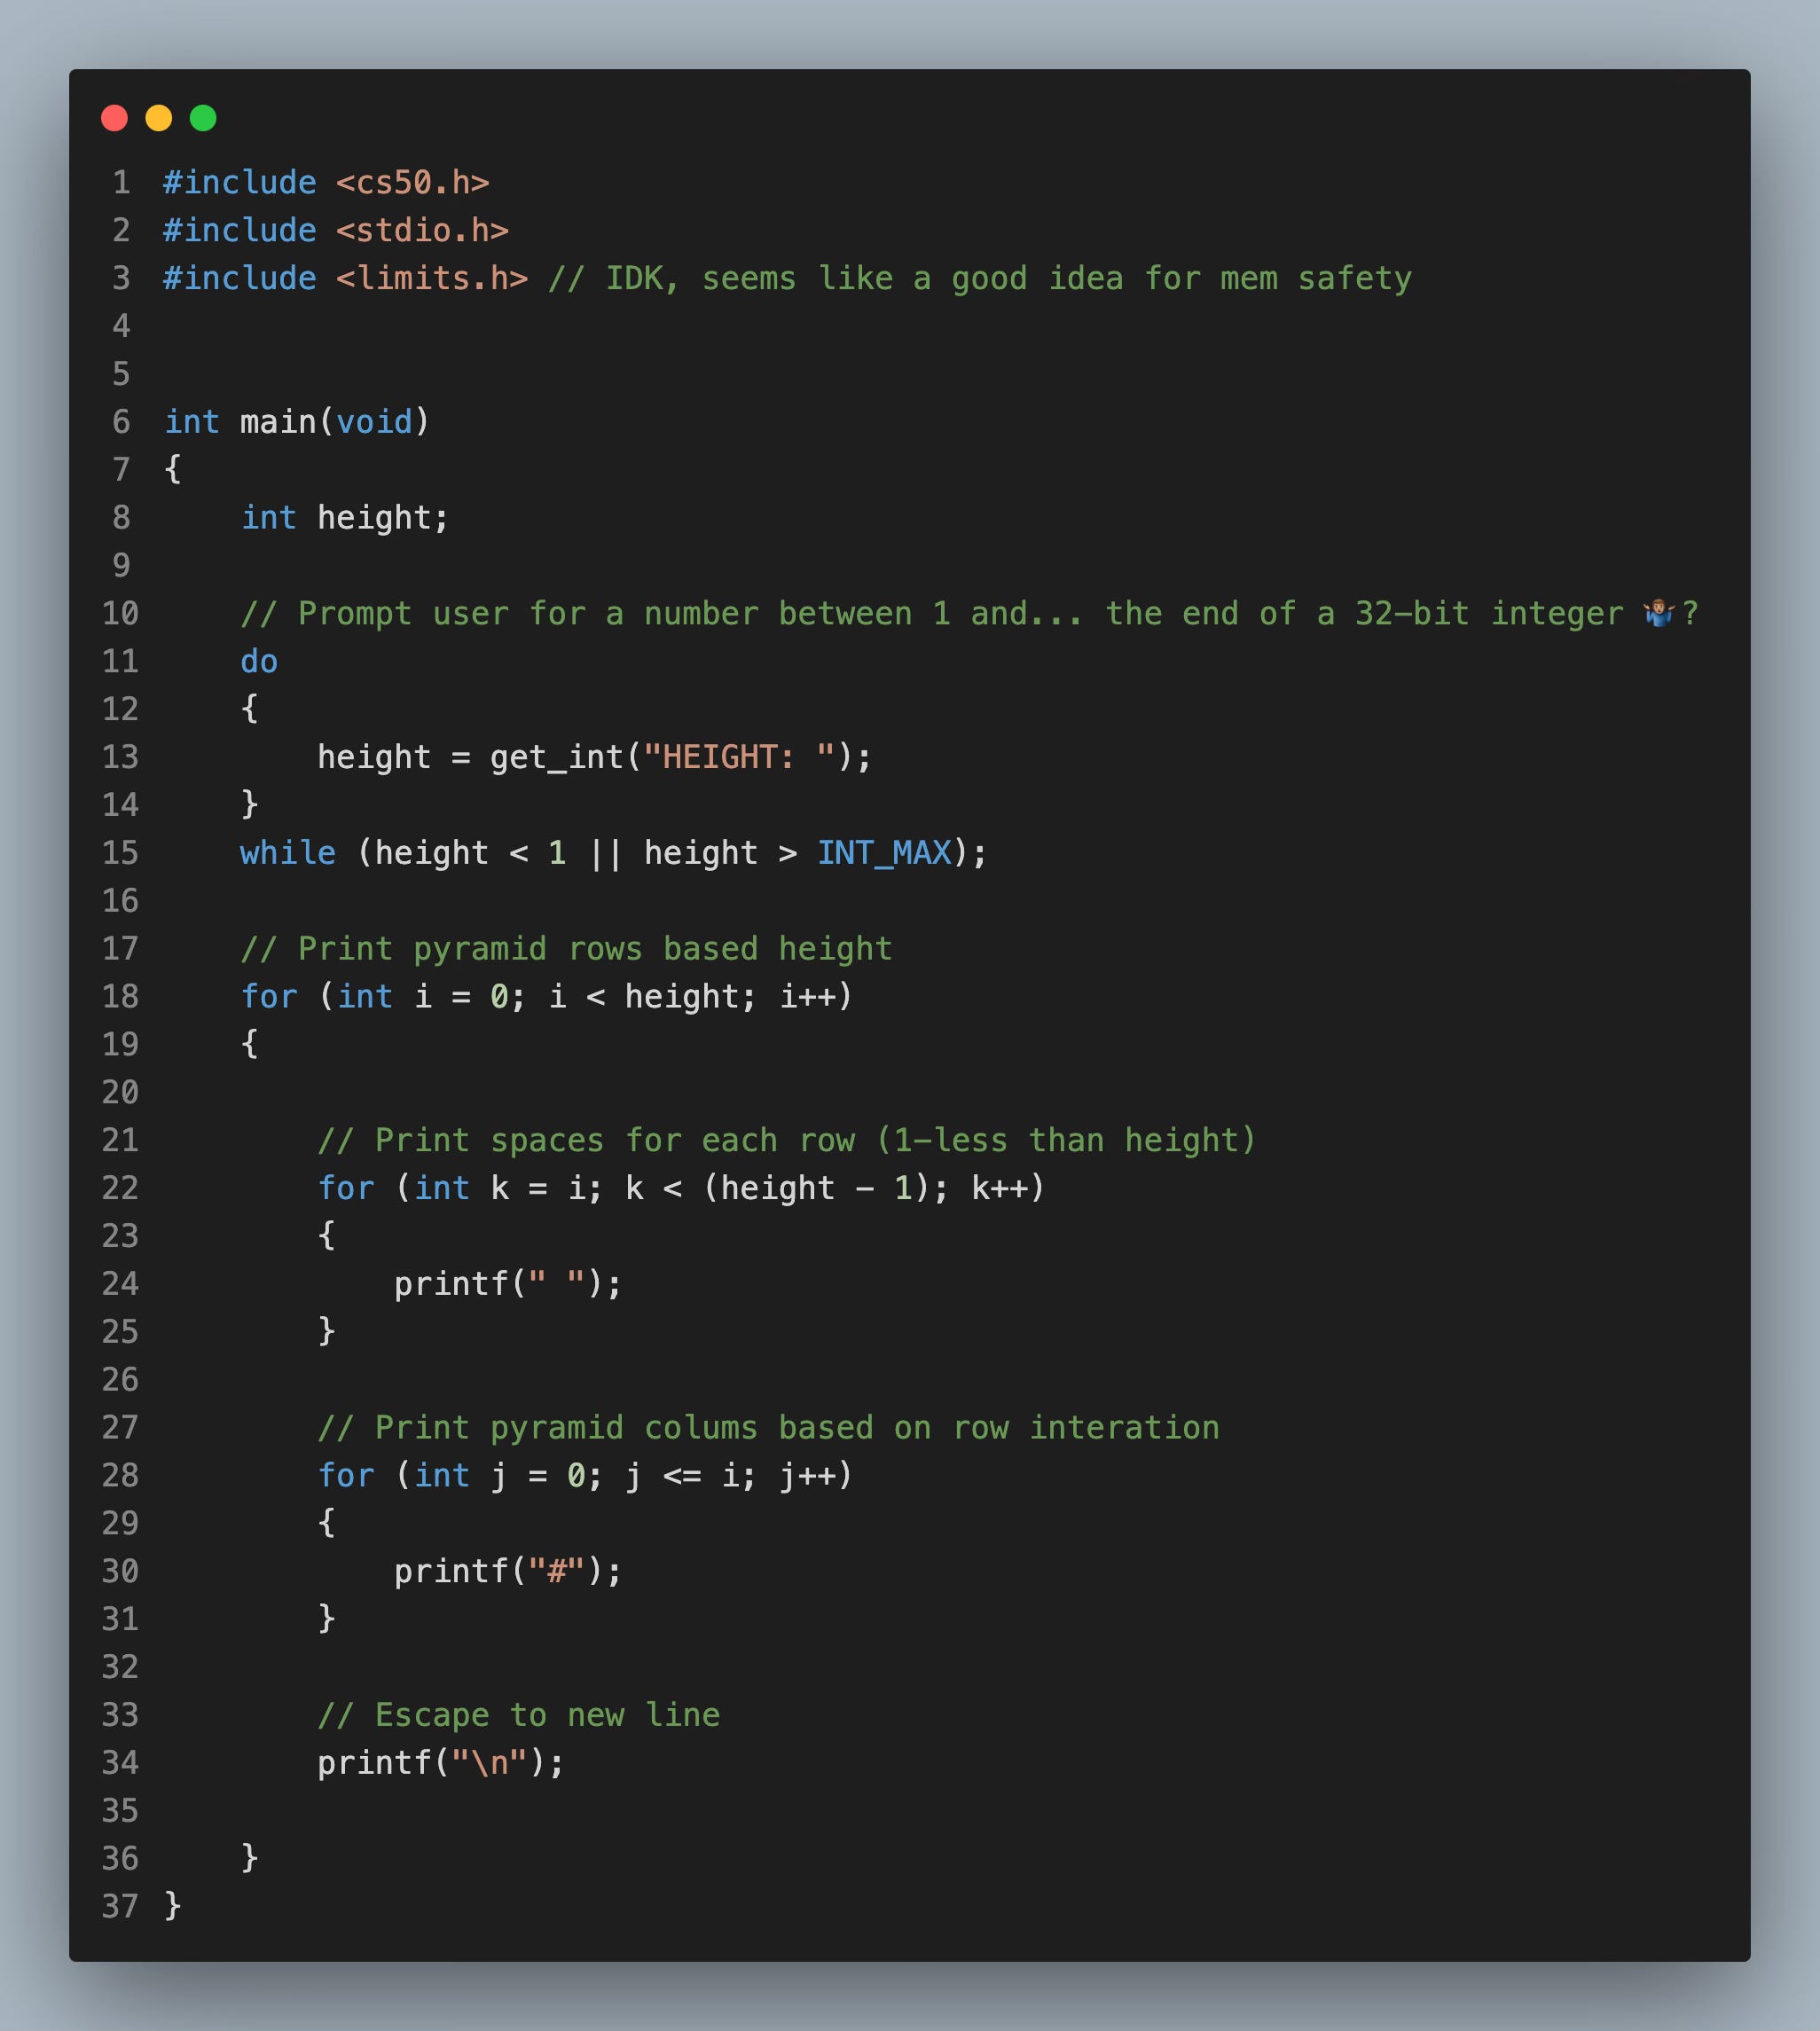 1 #include <cs50.h>
2 #include <stdio.h>
3 #include <limits.h> // IDK, seems like a good idea for mem safety
4
5
6 int main(void)
7 {
8     int height;
9
10     // Prompt user for a number between 1 and... the end of a 32-bit integer 🤷🏽‍♂️?
11     do
12     {
13         height = get_int("HEIGHT: ");
14     }
15     while (height < 1 || height > INT_MAX);
16
17     // Print pyramid rows based height
18     for (int i = 0; i < height; i++)
19     {
20
21         // Print spaces for each row (1-less than height)
22         for (int k = i; k < (height - 1); k++)
23         {
24             printf(" ");
25         }
26
27         // Print pyramid colums based on row interation
28         for (int j = 0; j <= i; j++)
29         {
30             printf("#");
31         }
32
33         // Escape to new line
34         printf("\n");
35
36     }
37 }